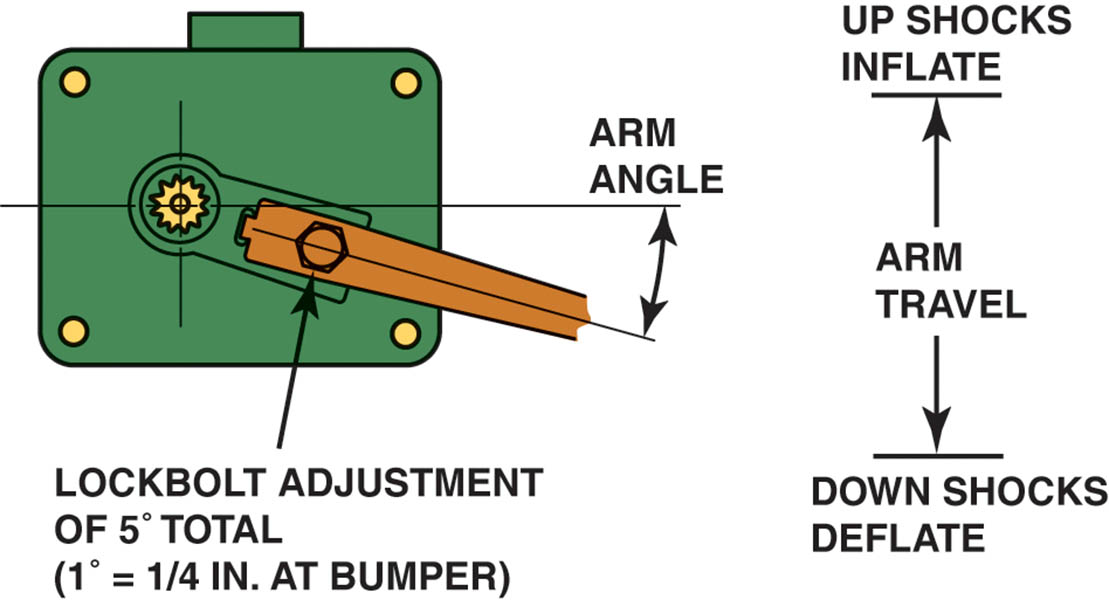 UP SHOCKS
INFLATE
ARM
ANGLE
ARM
TRAVEL
LOCKBOLT ADJUSTMENT
OF 5° TOTAL
(1° = 1/4 IN. AT BUMPER)
DOWN SHOCKS
DEFLATE